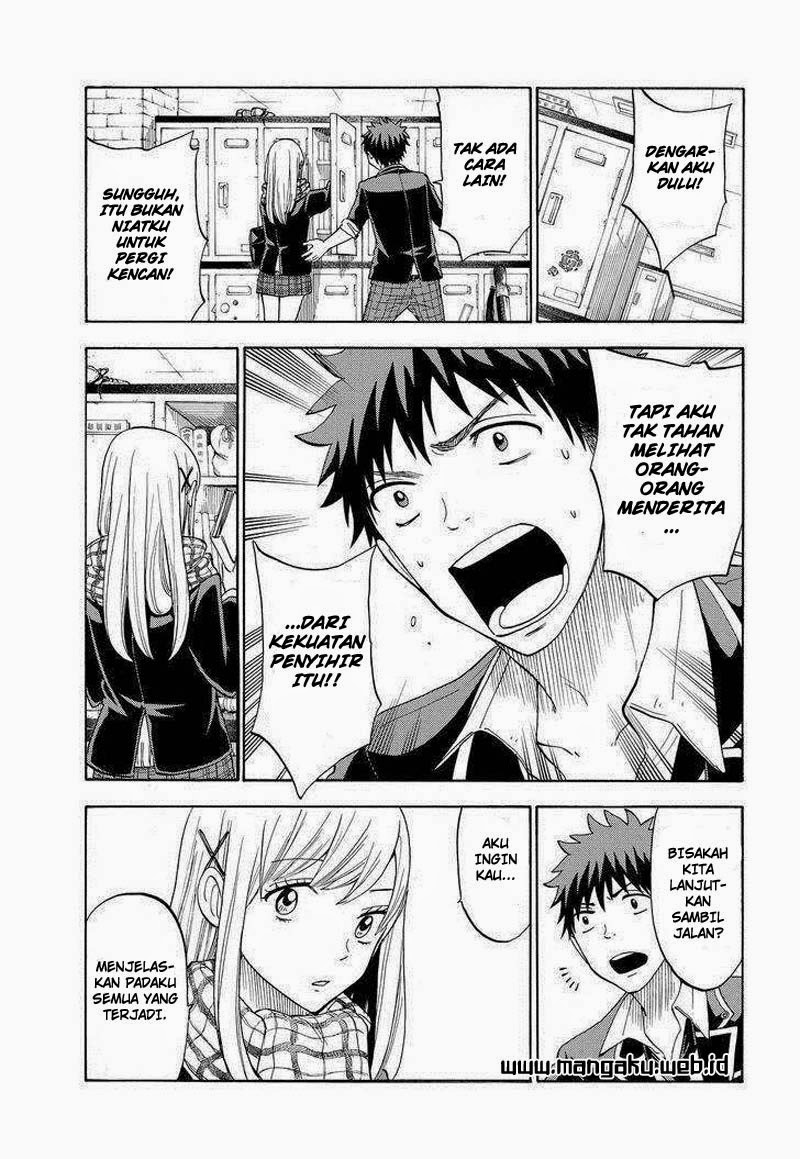 DENGAR-
KAN AKU
DULU!
TAK ADA
CARA
LAIN!
SUNGGUH,
ITU BUKAN
NIATKU
UNTUK
PERGI
KENCAN!
TAPI AKU
TAK TAHAN
MELIHAT
ORANG-
ORANG
MENDERITA
...
...DARI
KEKUATAN
PENYIHIR
ITU!!
BISAKAH
KITA
LANJUT-
KAN
SAMBIL
JALAN?
AKU
INGIN
KAU...
MENJELAS-
KAN PADAKU
SEMUA YANG
TERJADI.
www.mangaku.web.id